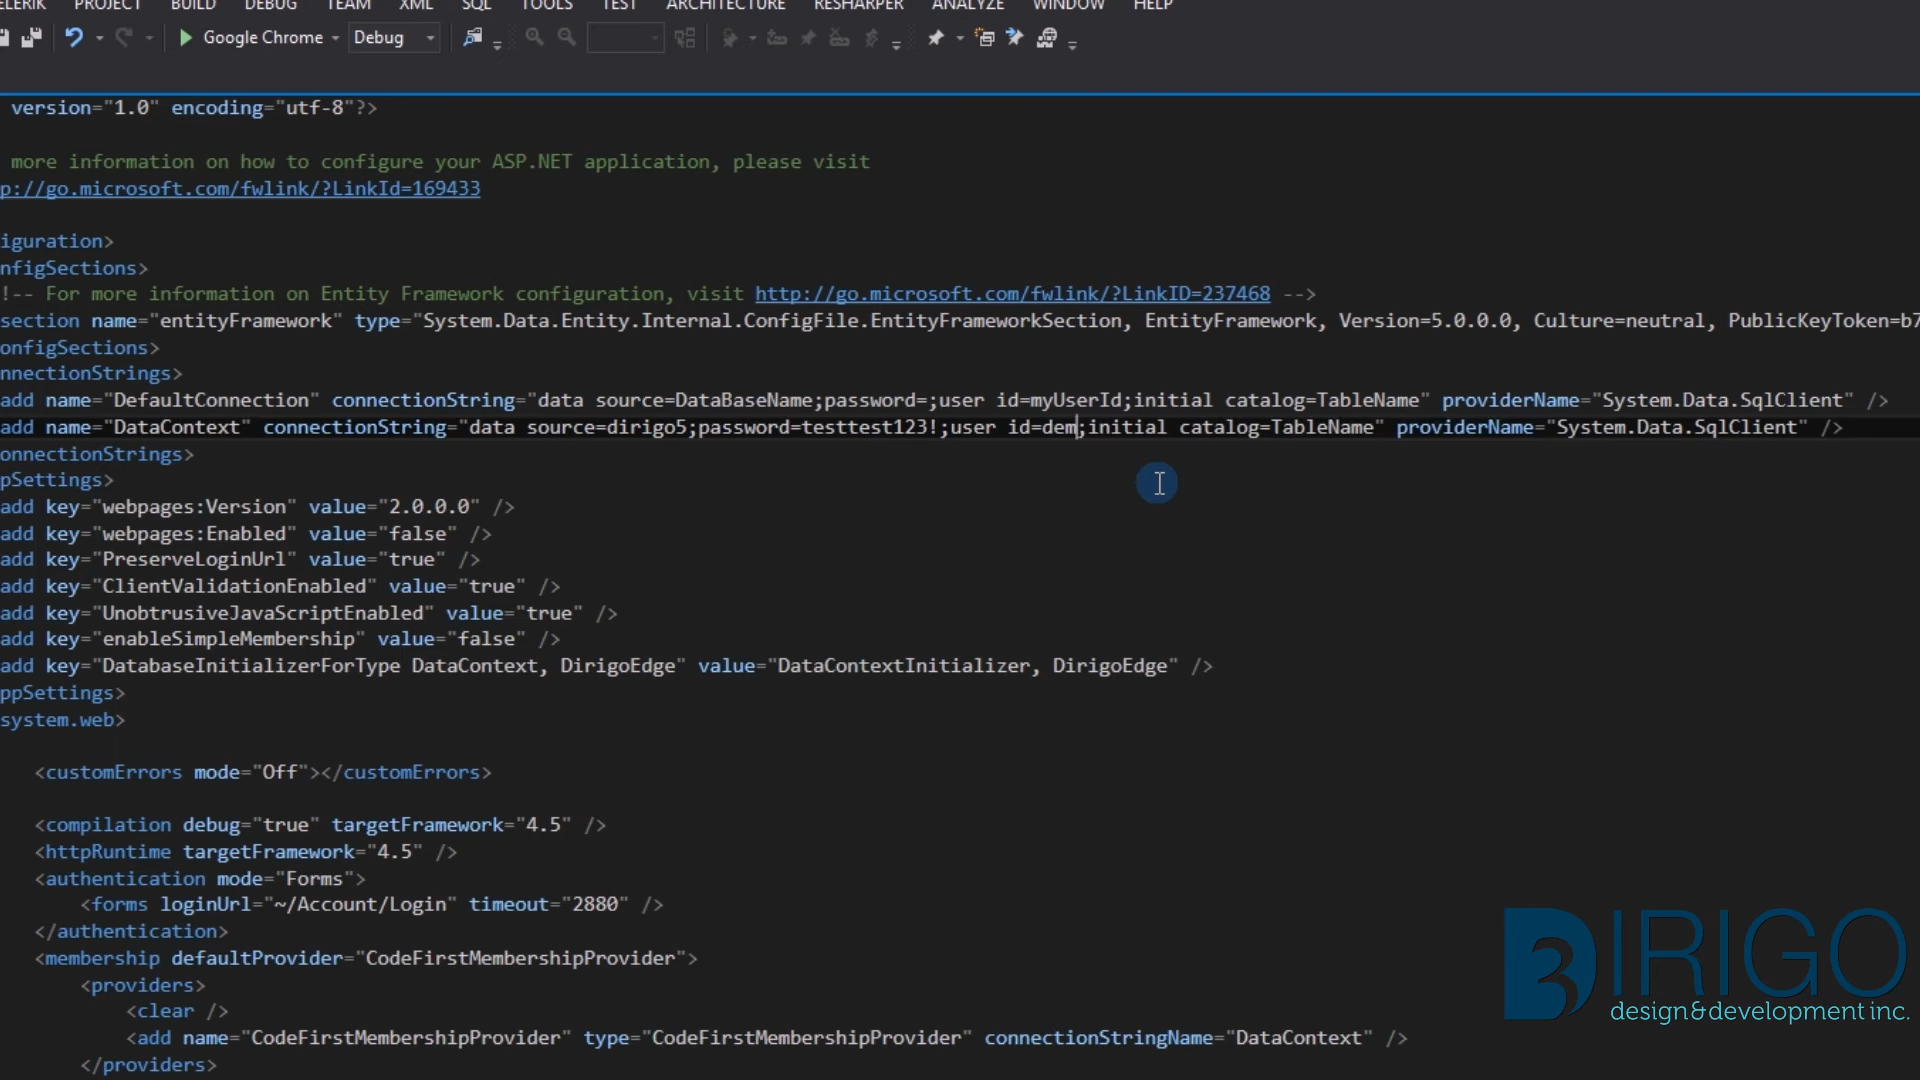 ELERIK PROJECT BUILD DEBUG TEAM XML SQL TOOLS TEST ARCHITECTURE RESHARPER ANALYZE WINDOW HELP
Google Chrome Debug
version="1.0" encoding="utf-8"?>
more information on how to configure your ASP.NET application, please visit
p://go.microsoft.com/fwlink/?LinkId=169433
iguration>
nfigSections>
!-- For more information on Entity Framework configuration, visit http://go.microsoft.com/fwlink/?LinkID=237468 -->
section name="entityFramework" type="System.Data.Entity.Internal.ConfigFile.EntityFrameworkSection, EntityFramework, Version=5.0.0.0, Culture=neutral, PublicKeyToken=b7
onfigSections>
nnectionStrings>
add name="DefaultConnection" connectionString="data source=DataBaseName;password=;user id=myUserId;initial catalog=TableName" providerName="System.Data.SqlClient" />
add name="DataContext" connectionString="data source=dirigo5;password=testtest123!;user id=dem;initial catalog=TableName" providerName="System.Data.SqlClient" />
onnectionStrings>
pSettings>
add key="webpages:Version" value="2.0.0.0" />
add key="webpages:Enabled" value="false" />
add key="PreserveLoginUrl" value="true" />
add key="ClientValidationEnabled" value="true" />
add key="UnobtrusiveJavaScriptEnabled" value="true" />
add key="enableSimpleMembership" value="false" />
add key="DatabaseInitializerForType DataContext, DirigoEdge" value="DataContextInitializer, DirigoEdge" />
ppSettings>
system.web>
<customErrors mode="Off"></customErrors>
<compilation debug="true" targetFramework="4.5" />
<httpRuntime targetFramework="4.5" />
<authentication mode="Forms">
<forms loginUrl="~/Account/Login" timeout="2880" />
</authentication>
<membership defaultProvider="CodeFirstMembershipProvider">
<providers>
<clear />
<add name="CodeFirstMembershipProvider" type="CodeFirstMembershipProvider" connectionStringName="DataContext" />
</providers>
DIRIGO
design&development inc.